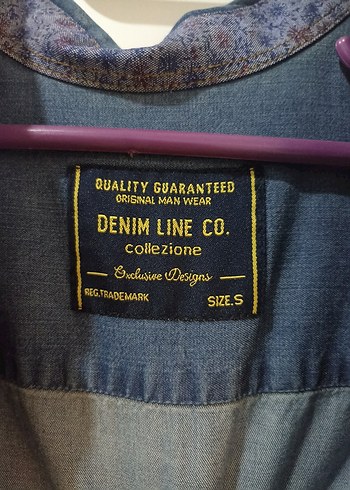 QUALITY GUARANTEED
ORIGINAL MAN WEAR
DENIM LINE CO.
collezione
Exclusive Designs
REG.TRADEMARK SIZE.S